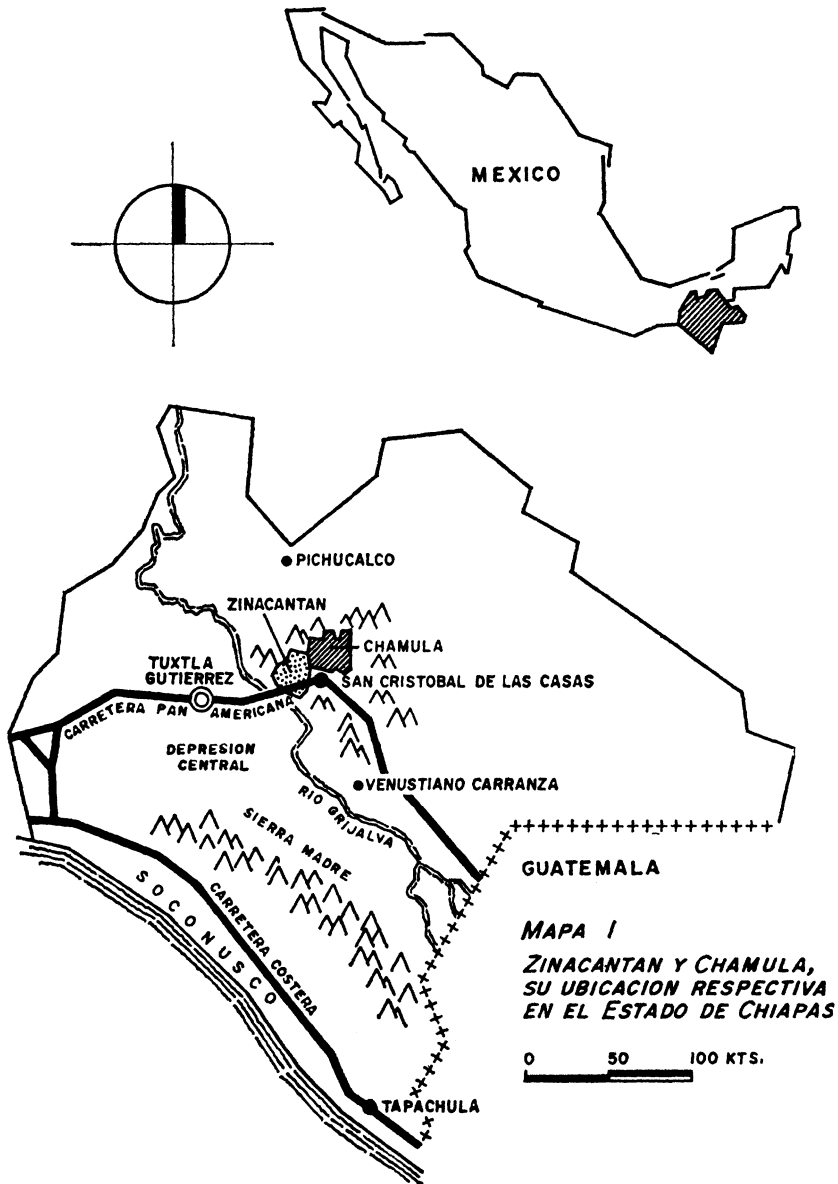 MEXICO
PICHUCALCO
ZINACANTAN
CHAMULA
TUXTLA
GUTIERREZ
SAN CRISTOBAL DE LAS CASAS
CARRETERA PAN AMERICANA
DEPRESION
CENTRAL
VENUSTIANO CARRANZA
RIO GRIJALVA
SIERRA MADRE
GUATEMALA
SOCONUSCO
CARRETERA COSTERA
MAPA I
ZINACANTAN Y CHAMULA,
SU UBICACION RESPECTIVA
EN EL ESTADO DE CHIAPAS
0 50 100 KTS.
TAPACHULA